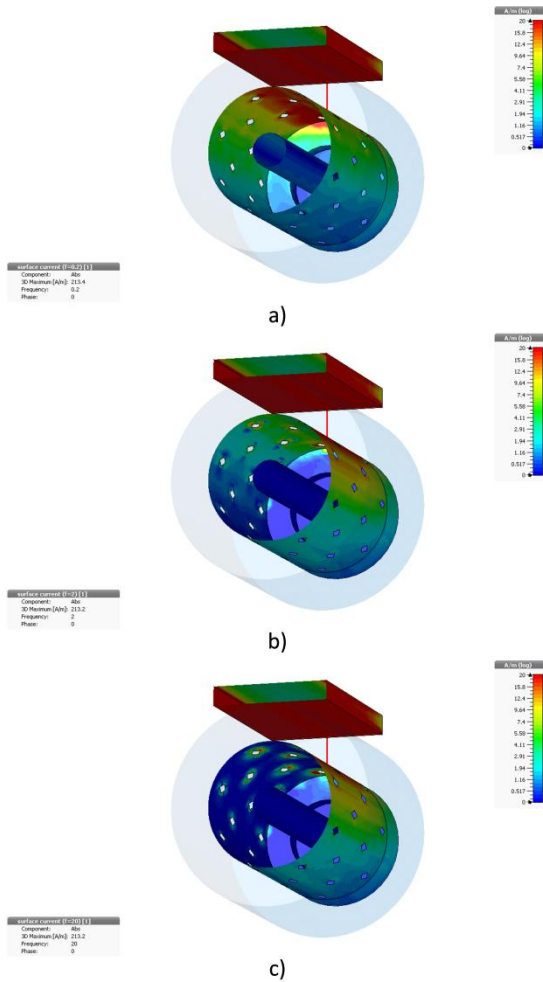 A/m (log)
20
15.8
12.4
9.64
7.4
5.58
4.11
2.91
1.94
1.16
0.517
0
surface current (f=0.2) [1]
Component: Abs
3D Maximum [A/m]: 213.4
Frequency: 0.2
Phase: 0
a)
A/m (log)
20
15.8
12.4
9.64
7.4
5.58
4.11
2.91
1.94
1.16
0.517
0
surface current (f=2) [1]
Component: Abs
3D Maximum [A/m]: 213.2
Frequency: 2
Phase: 0
b)
A/m (log)
20
15.8
12.4
9.64
7.4
5.58
4.11
2.91
1.94
1.16
0.517
0
surface current (f=20) [1]
Component: Abs
3D Maximum [A/m]: 213.2
Frequency: 20
Phase: 0
c)